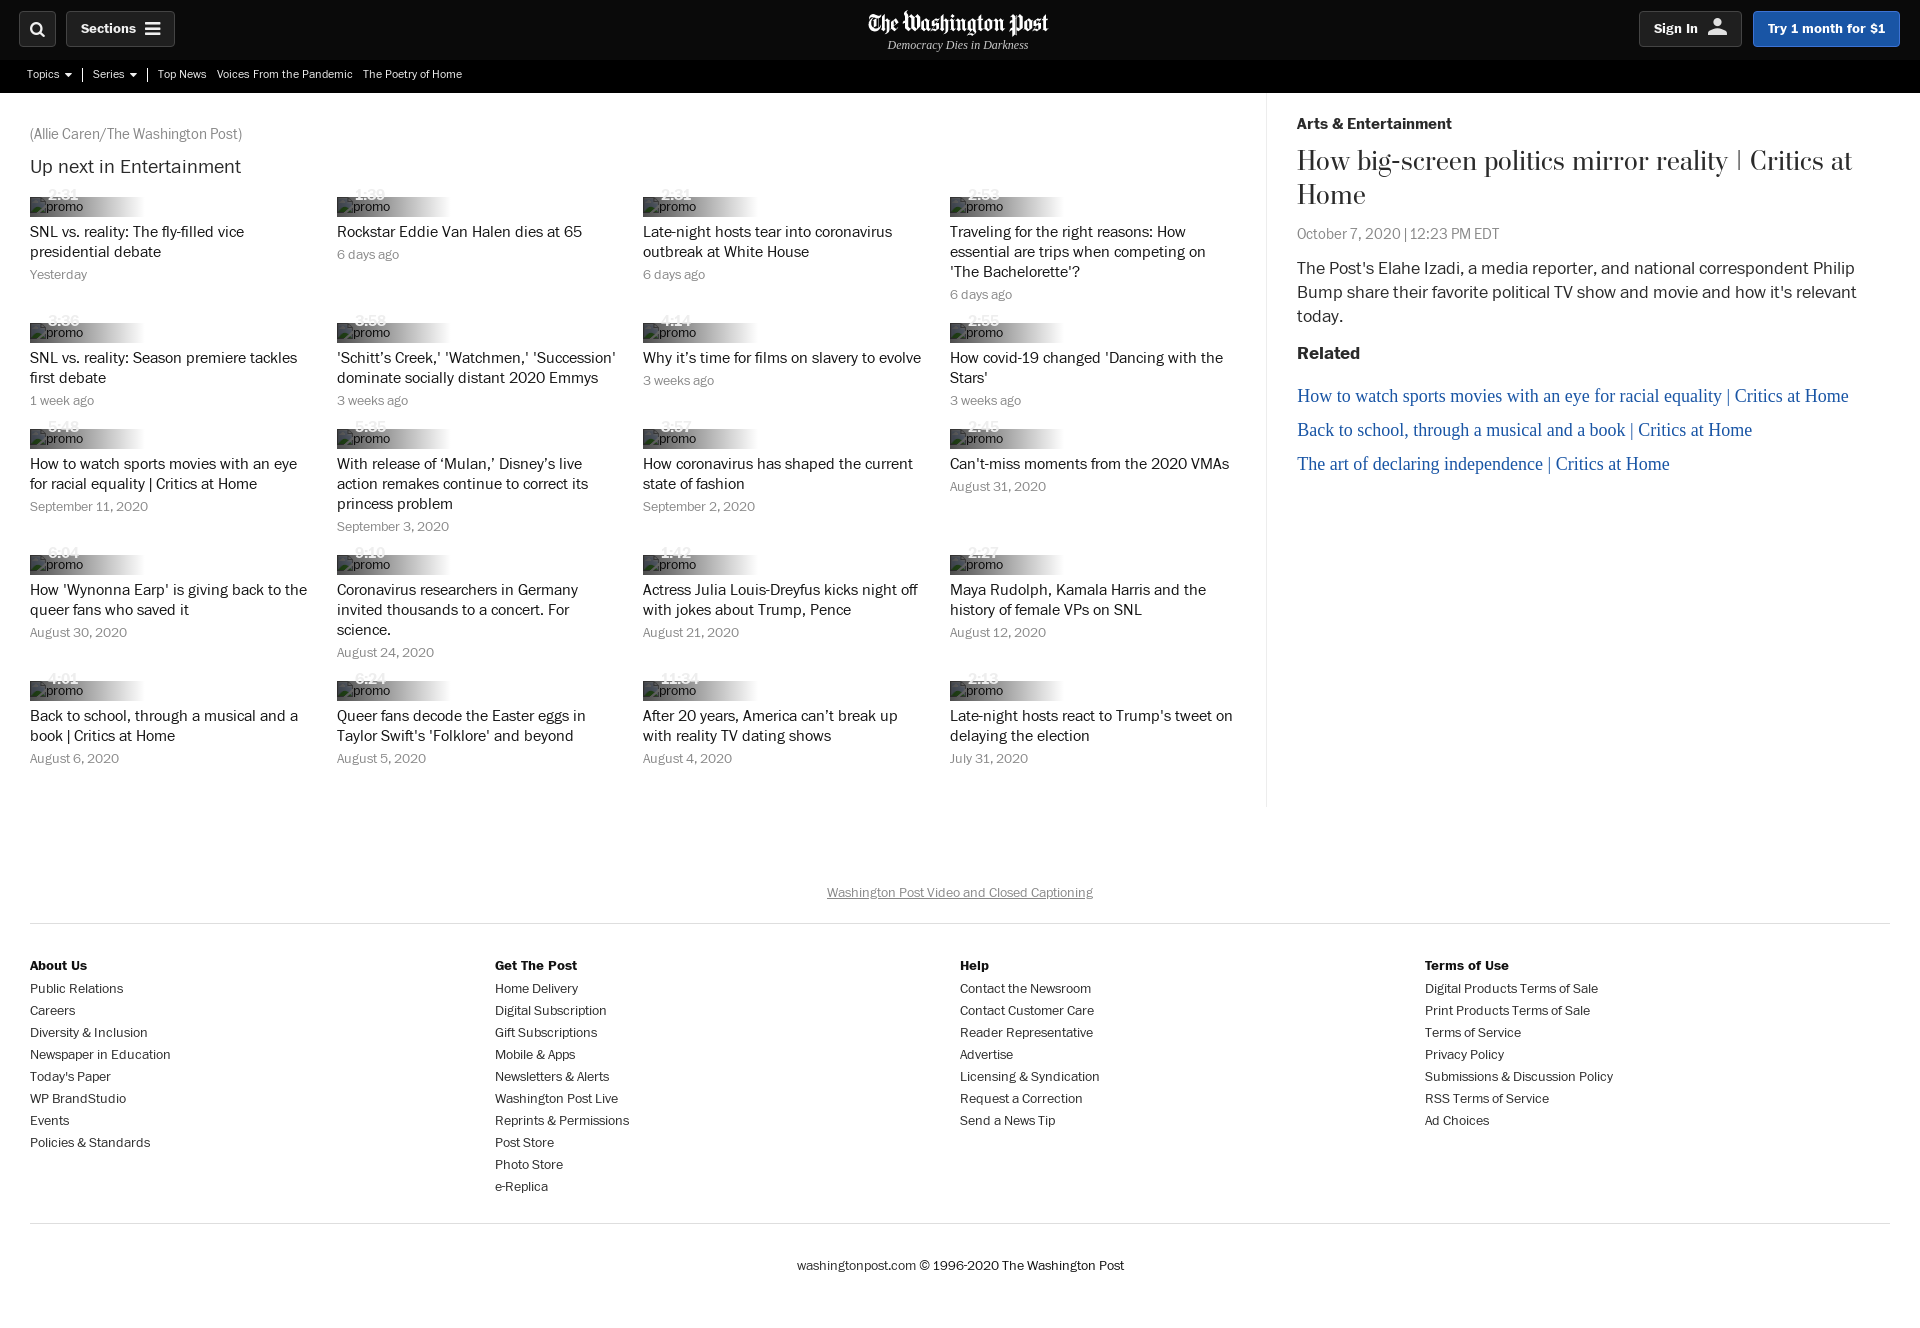 Sections
The Washington Post
Democracy Dies in Darkness
Sign In
Try 1 month for $1
Topics
Series
Top News
Voices From the Pandemic
The Poetry of Home
(Allie Caren/The Washington Post)
Up next in Entertainment
2:31
promo
SNL vs. reality: The fly-filled vice
presidential debate
Yesterday
1:39
promo
Rockstar Eddie Van Halen dies at 65
6 days ago
2:31
promo
Late-night hosts tear into coronavirus
outbreak at White House
6 days ago
2:53
promo
Traveling for the right reasons: How
essential are trips when competing on
'The Bachelorette'?
6 days ago
3:36
promo
SNL vs. reality: Season premiere tackles
first debate
1 week ago
3:58
promo
'Schitt’s Creek,' 'Watchmen,' 'Succession'
dominate socially distant 2020 Emmys
3 weeks ago
4:14
promo
Why it’s time for films on slavery to evolve
3 weeks ago
2:55
promo
How covid-19 changed 'Dancing with the
Stars'
3 weeks ago
5:48
promo
How to watch sports movies with an eye
for racial equality | Critics at Home
September 11, 2020
5:35
promo
With release of ‘Mulan,’ Disney’s live
action remakes continue to correct its
princess problem
September 3, 2020
3:57
promo
How coronavirus has shaped the current
state of fashion
September 2, 2020
2:45
promo
Can't-miss moments from the 2020 VMAs
August 31, 2020
6:04
promo
How 'Wynonna Earp' is giving back to the
queer fans who saved it
August 30, 2020
9:10
promo
Coronavirus researchers in Germany
invited thousands to a concert. For
science.
August 24, 2020
1:42
promo
Actress Julia Louis-Dreyfus kicks night off
with jokes about Trump, Pence
August 21, 2020
2:27
promo
Maya Rudolph, Kamala Harris and the
history of female VPs on SNL
August 12, 2020
4:01
promo
Back to school, through a musical and a
book | Critics at Home
August 6, 2020
6:24
promo
Queer fans decode the Easter eggs in
Taylor Swift's 'Folklore' and beyond
August 5, 2020
11:34
promo
After 20 years, America can’t break up
with reality TV dating shows
August 4, 2020
2:13
promo
Late-night hosts react to Trump's tweet on
delaying the election
July 31, 2020
Arts & Entertainment
How big-screen politics mirror reality | Critics at
Home
October 7, 2020 | 12:23 PM EDT
The Post's Elahe Izadi, a media reporter, and national correspondent Philip
Bump share their favorite political TV show and movie and how it's relevant
today.
Related
How to watch sports movies with an eye for racial equality | Critics at Home
Back to school, through a musical and a book | Critics at Home
The art of declaring independence | Critics at Home
Washington Post Video and Closed Captioning
About Us
Public Relations
Careers
Diversity & Inclusion
Newspaper in Education
Today's Paper
WP BrandStudio
Events
Policies & Standards
Get The Post
Home Delivery
Digital Subscription
Gift Subscriptions
Mobile & Apps
Newsletters & Alerts
Washington Post Live
Reprints & Permissions
Post Store
Photo Store
e-Replica
Help
Contact the Newsroom
Contact Customer Care
Reader Representative
Advertise
Licensing & Syndication
Request a Correction
Send a News Tip
Terms of Use
Digital Products Terms of Sale
Print Products Terms of Sale
Terms of Service
Privacy Policy
Submissions & Discussion Policy
RSS Terms of Service
Ad Choices
washingtonpost.com © 1996-2020 The Washington Post